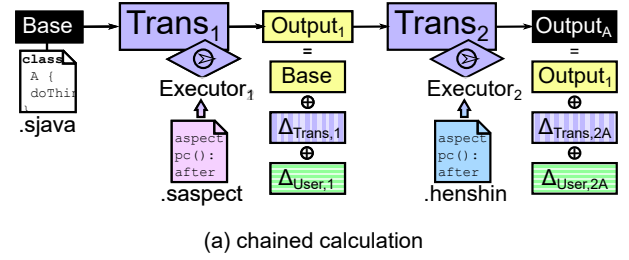 Base
Trans1
Output1
Trans2
OutputA
class
A {
doThin
}
.sjava
Executor1
=
Base
⊕
ΔTrans,1
⊕
ΔUser,1
aspect
pc():
after
.saspect
Executor2
=
Output1
⊕
ΔTrans,2A
⊕
ΔUser,2A
aspect
pc():
after
.henshin
(a) chained calculation